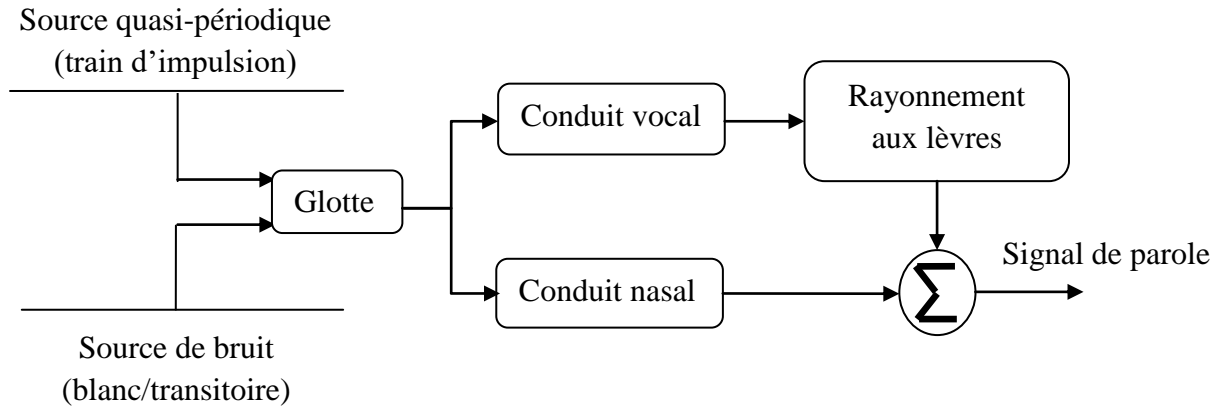 Source quasi-périodique
(train d’impulsion)
Conduit vocal
Rayonnement
aux lèvres
Glotte
Conduit nasal
Σ
Signal de parole
Source de bruit
(blanc/transitoire)